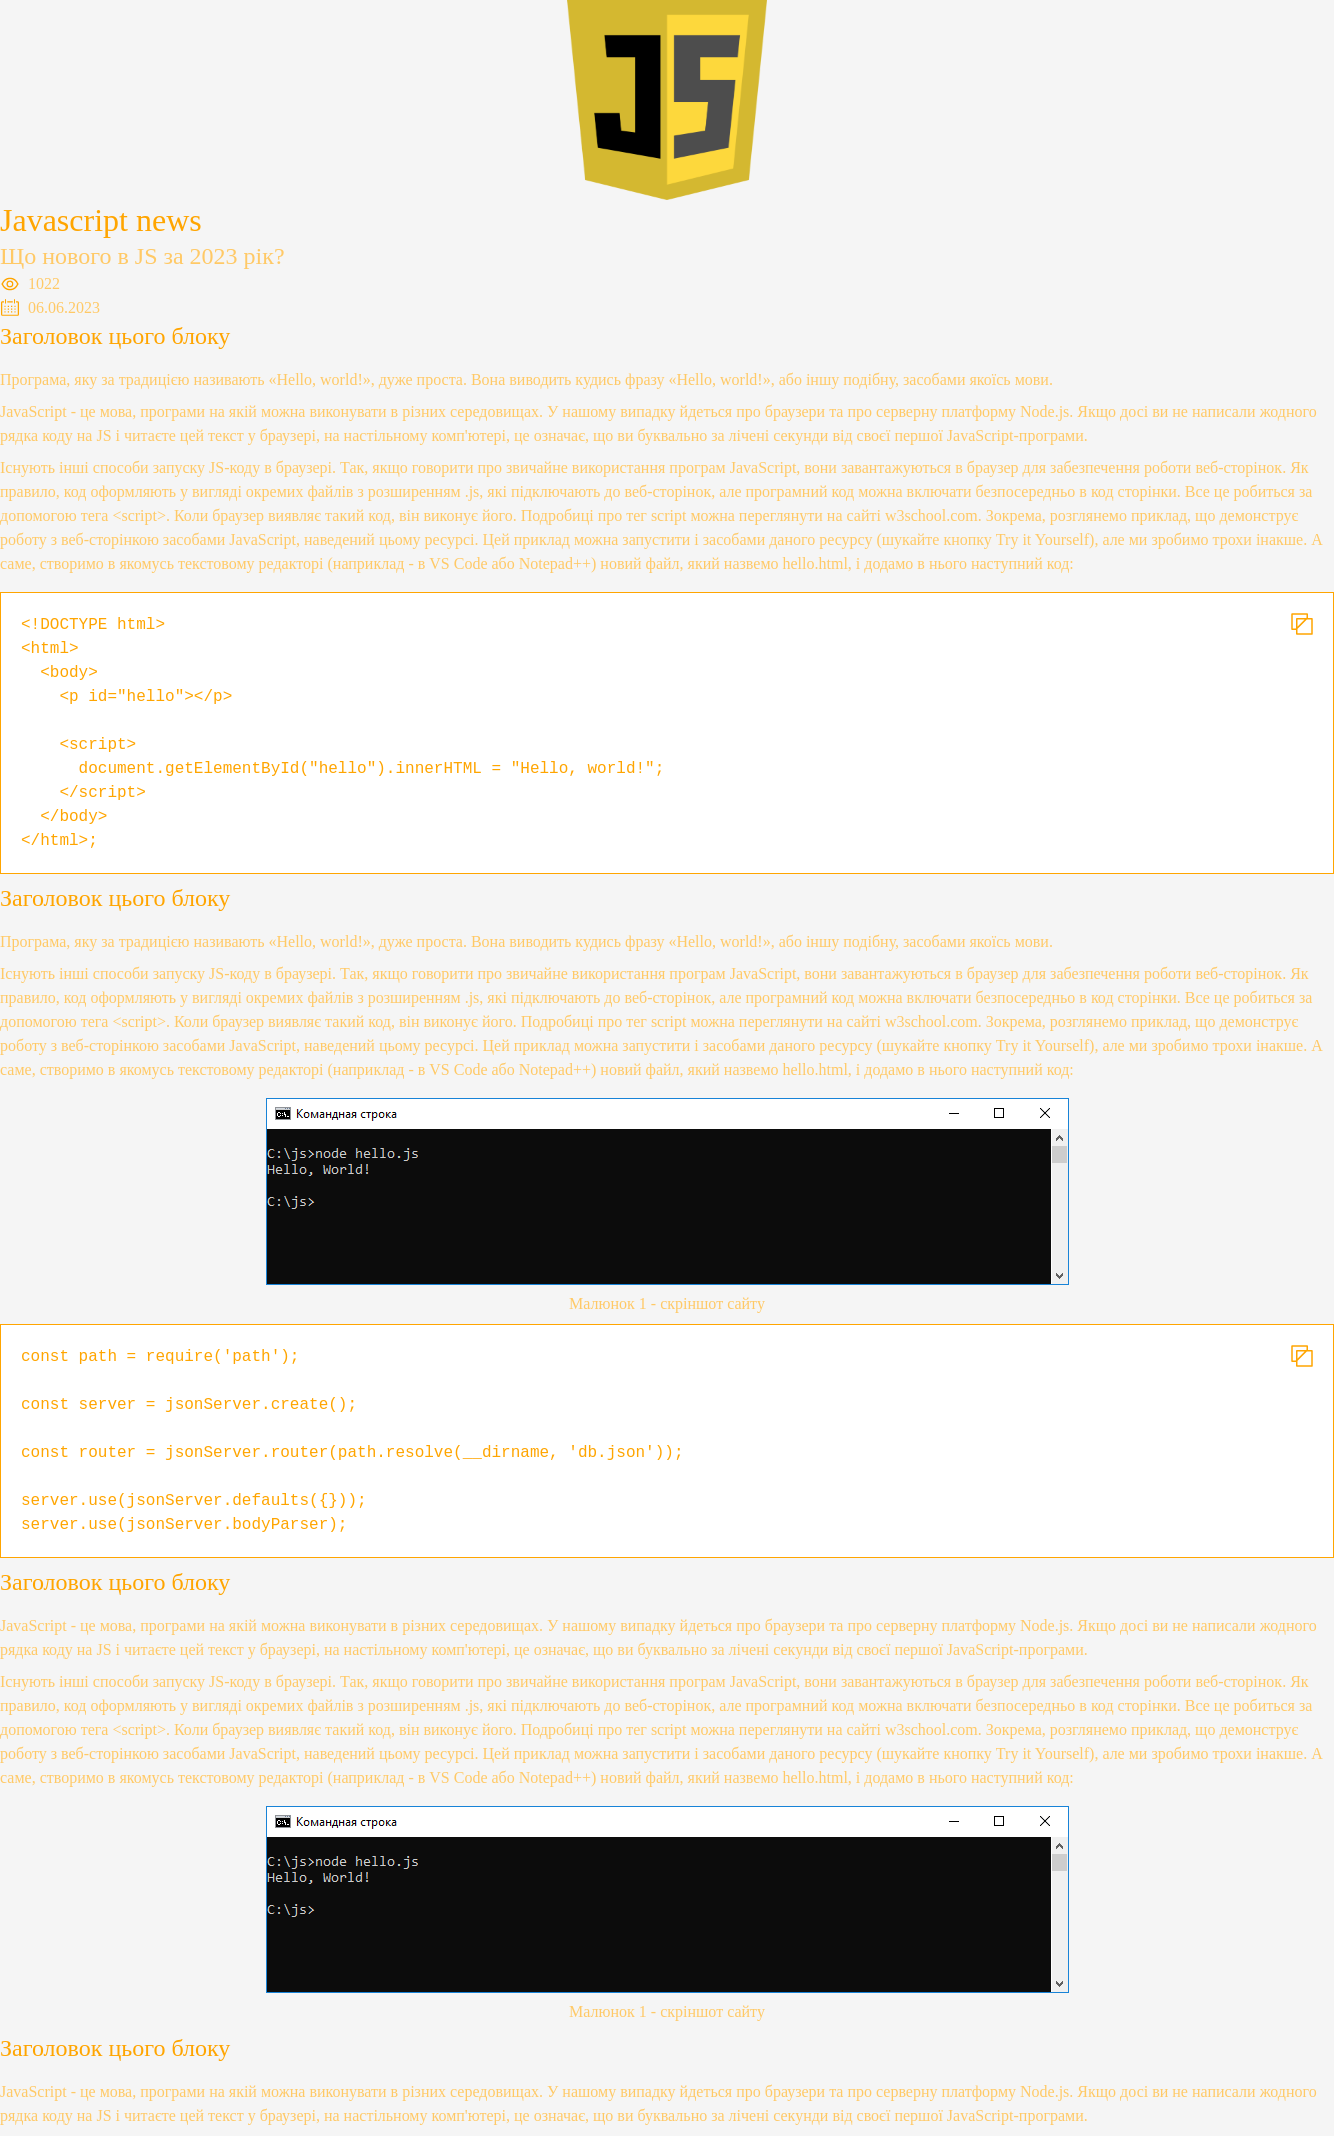 JS
Javascript news
Що нового в JS за 2023 рік?
1022
06.06.2023
Заголовок цього блоку
Програма, яку за традицією називають «Hello, world!», дуже проста. Вона виводить кудись фразу «Hello, world!», або іншу подібну, засобами якоїсь мови.
JavaScript - це мова, програми на якій можна виконувати в різних середовищах. У нашому випадку йдеться про браузери та про серверну платформу Node.js. Якщо досі ви не написали жодного
рядка коду на JS і читаєте цей текст у браузері, на настільному комп'ютері, це означає, що ви буквально за лічені секунди від своєї першої JavaScript-програми.
Існують інші способи запуску JS-коду в браузері. Так, якщо говорити про звичайне використання програм JavaScript, вони завантажуються в браузер для забезпечення роботи веб-сторінок. Як
правило, код оформляють у вигляді окремих файлів з розширенням .js, які підключають до веб-сторінок, але програмний код можна включати безпосередньо в код сторінки. Все це робиться за
допомогою тега <script>. Коли браузер виявляє такий код, він виконує його. Подробиці про тег script можна переглянути на сайті w3school.com. Зокрема, розглянемо приклад, що демонструє
роботу з веб-сторінкою засобами JavaScript, наведений цьому ресурсі. Цей приклад можна запустити і засобами даного ресурсу (шукайте кнопку Try it Yourself), але ми зробимо трохи інакше. А
саме, створимо в якомусь текстовому редакторі (наприклад - в VS Code або Notepad++) новий файл, який назвемо hello.html, і додамо в нього наступний код:
<!DOCTYPE html>
<html>
  <body>
    <p id="hello"></p>
    <script>
      document.getElementById("hello").innerHTML = "Hello, world!";
    </script>
  </body>
</html>;
Заголовок цього блоку
Програма, яку за традицією називають «Hello, world!», дуже проста. Вона виводить кудись фразу «Hello, world!», або іншу подібну, засобами якоїсь мови.
Існують інші способи запуску JS-коду в браузері. Так, якщо говорити про звичайне використання програм JavaScript, вони завантажуються в браузер для забезпечення роботи веб-сторінок. Як
правило, код оформляють у вигляді окремих файлів з розширенням .js, які підключають до веб-сторінок, але програмний код можна включати безпосередньо в код сторінки. Все це робиться за
допомогою тега <script>. Коли браузер виявляє такий код, він виконує його. Подробиці про тег script можна переглянути на сайті w3school.com. Зокрема, розглянемо приклад, що демонструє
роботу з веб-сторінкою засобами JavaScript, наведений цьому ресурсі. Цей приклад можна запустити і засобами даного ресурсу (шукайте кнопку Try it Yourself), але ми зробимо трохи інакше. А
саме, створимо в якомусь текстовому редакторі (наприклад - в VS Code або Notepad++) новий файл, який назвемо hello.html, і додамо в нього наступний код:
Командная строка
C:\js>node hello.js
Hello, World!
C:\js>
Малюнок 1 - скріншот сайту
const path = require('path');
const server = jsonServer.create();
const router = jsonServer.router(path.resolve(__dirname, 'db.json'));
server.use(jsonServer.defaults({}));
server.use(jsonServer.bodyParser);
Заголовок цього блоку
JavaScript - це мова, програми на якій можна виконувати в різних середовищах. У нашому випадку йдеться про браузери та про серверну платформу Node.js. Якщо досі ви не написали жодного
рядка коду на JS і читаєте цей текст у браузері, на настільному комп'ютері, це означає, що ви буквально за лічені секунди від своєї першої JavaScript-програми.
Існують інші способи запуску JS-коду в браузері. Так, якщо говорити про звичайне використання програм JavaScript, вони завантажуються в браузер для забезпечення роботи веб-сторінок. Як
правило, код оформляють у вигляді окремих файлів з розширенням .js, які підключають до веб-сторінок, але програмний код можна включати безпосередньо в код сторінки. Все це робиться за
допомогою тега <script>. Коли браузер виявляє такий код, він виконує його. Подробиці про тег script можна переглянути на сайті w3school.com. Зокрема, розглянемо приклад, що демонструє
роботу з веб-сторінкою засобами JavaScript, наведений цьому ресурсі. Цей приклад можна запустити і засобами даного ресурсу (шукайте кнопку Try it Yourself), але ми зробимо трохи інакше. А
саме, створимо в якомусь текстовому редакторі (наприклад - в VS Code або Notepad++) новий файл, який назвемо hello.html, і додамо в нього наступний код:
Командная строка
C:\js>node hello.js
Hello, World!
C:\js>
Малюнок 1 - скріншот сайту
Заголовок цього блоку
JavaScript - це мова, програми на якій можна виконувати в різних середовищах. У нашому випадку йдеться про браузери та про серверну платформу Node.js. Якщо досі ви не написали жодного
рядка коду на JS і читаєте цей текст у браузері, на настільному комп'ютері, це означає, що ви буквально за лічені секунди від своєї першої JavaScript-програми.